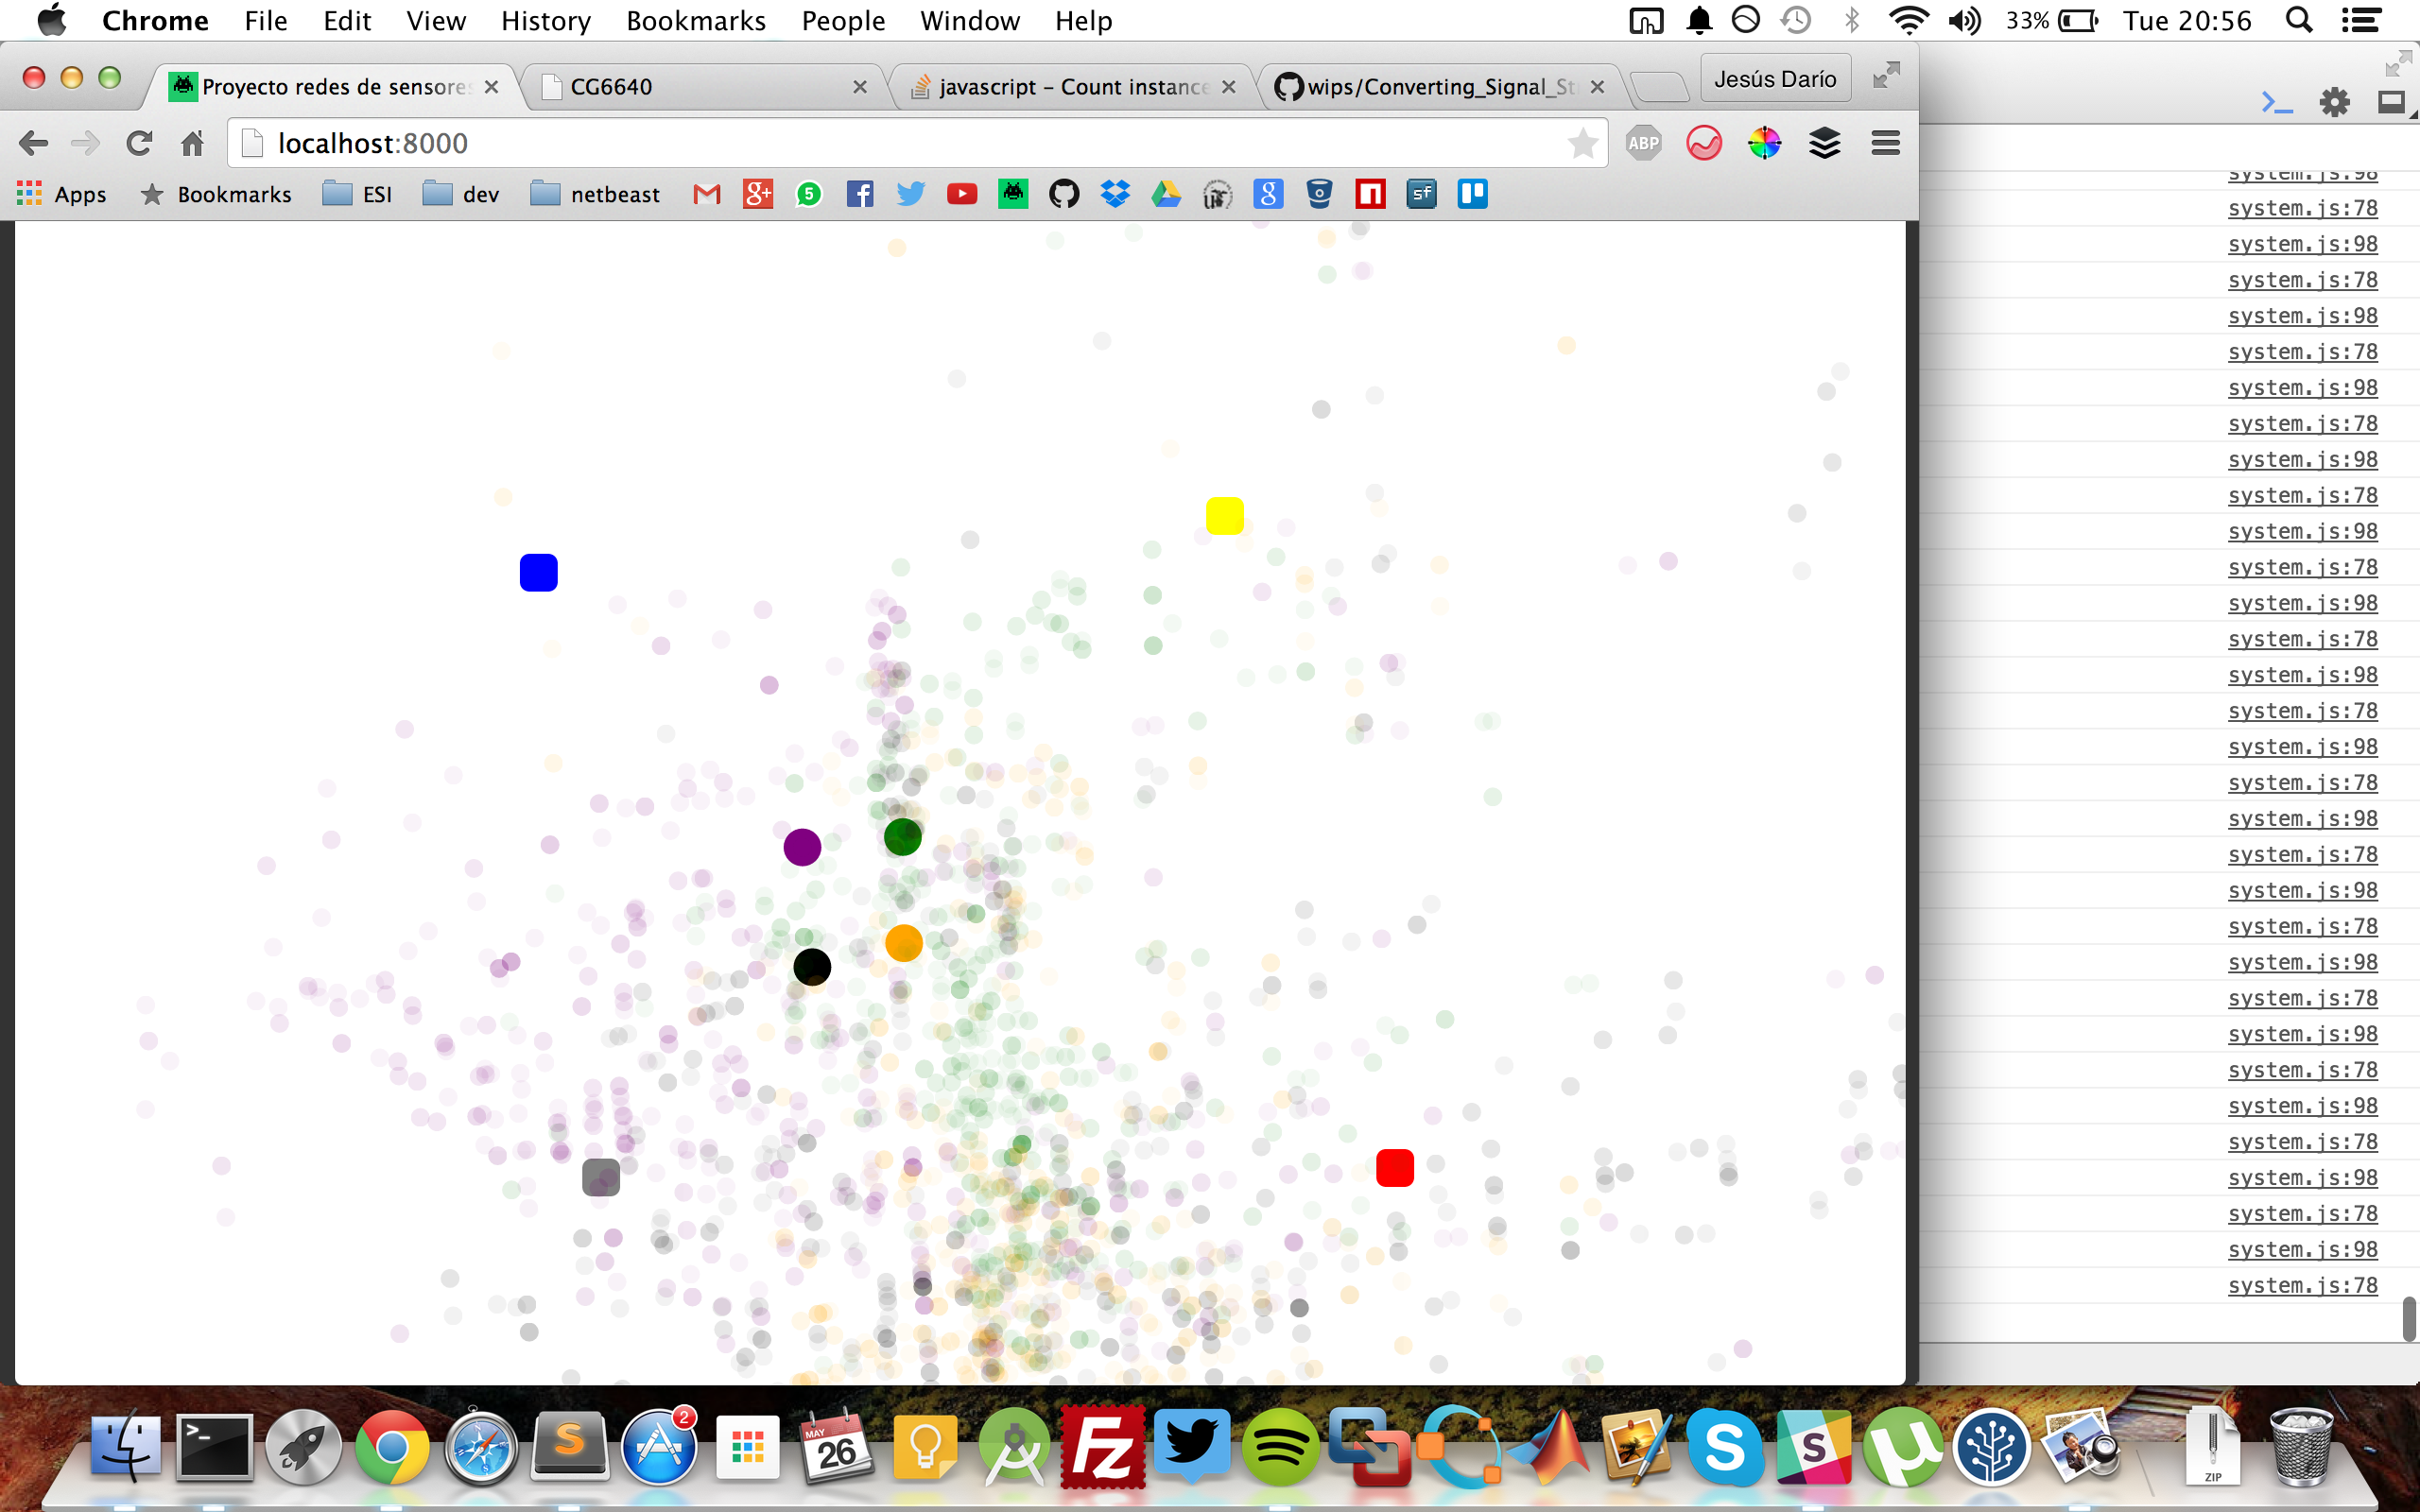 Chrome File Edit View History Bookmarks People Window Help 33% Tue 20:56
Proyecto redes de sensores CG6640 javascript - Count instance wips/Converting_Signal_St Jesús Darío
localhost:8000 ABP
Apps Bookmarks ESI dev netbeast 5 sf
system.js:98
system.js:78
system.js:98
system.js:78
system.js:98
system.js:78
system.js:98
system.js:78
system.js:98
system.js:78
system.js:98
system.js:78
system.js:98
system.js:78
system.js:98
system.js:78
system.js:98
system.js:78
system.js:98
system.js:78
system.js:98
system.js:78
system.js:98
system.js:78
system.js:98
system.js:78
system.js:98
system.js:78
system.js:98
system.js:78
system.js:98
system.js:78
2
MAY
26
Fz
ZIP